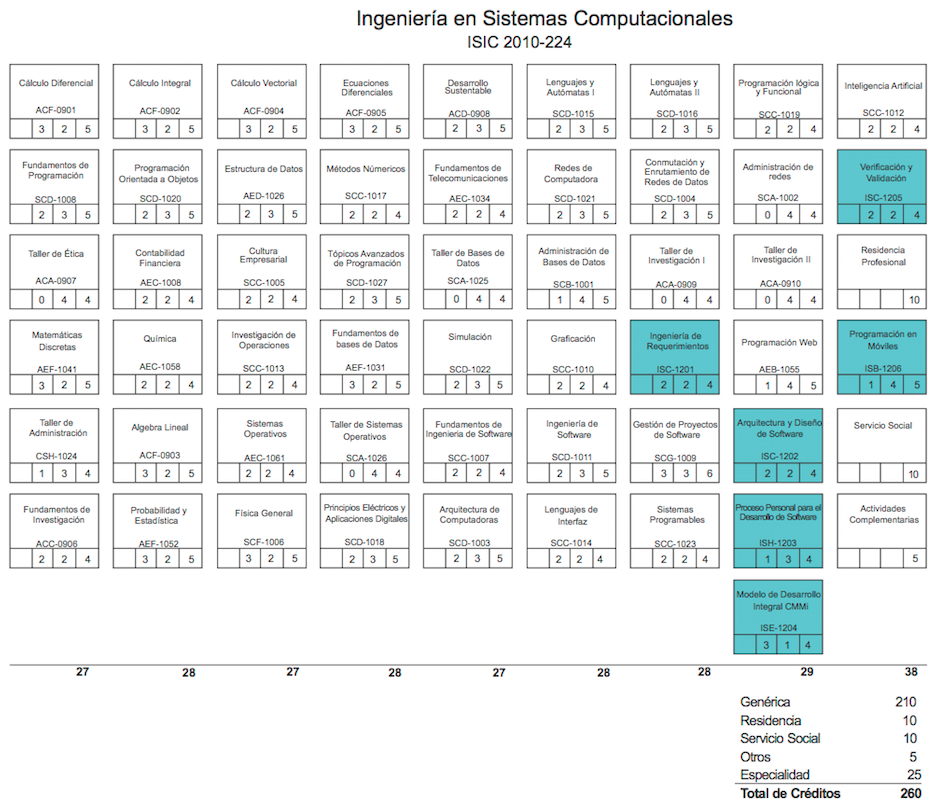 Ingeniería en Sistemas Computacionales
ISIC 2010-224
Cálculo Diferencial
ACF-0901
3 2 5
Cálculo Integral
ACF-0902
3 2 5
Cálculo Vectorial
ACF-0904
3 2 5
Ecuaciones
Diferenciales
ACF-0905
3 2 5
Desarrollo
Sustentable
ACD-0908
2 3 5
Lenguajes y
Autómatas I
SCD-1015
2 3 5
Lenguajes y
Autómatas II
SCD-1016
2 3 5
Programación lógica
y Funcional
SCC-1019
2 2 4
Inteligencia Artificial
SCC-1012
2 2 4
Fundamentos de
Programación
SCD-1008
2 3 5
Programación
Orientada a Objetos
SCD-1020
2 3 5
Estructura de Datos
AED-1026
2 3 5
Métodos Númericos
SCC-1017
2 2 4
Fundamentos de
Telecomunicaciones
AEC-1034
2 2 4
Redes de
Computadora
SCD-1021
2 3 5
Conmutación y
Enrutamiento de
Redes de Datos
SCD-1004
2 3 5
Administración de
redes
SCA-1002
0 4 4
Verificación y
Validación
ISC-1205
2 2 4
Taller de Ética
ACA-0907
0 4 4
Contabilidad
Financiera
AEC-1008
2 2 4
Cultura
Empresarial
SCC-1005
2 2 4
Tópicos Avanzados
de Programación
SCD-1027
2 3 5
Taller de Bases de
Datos
SCA-1025
0 4 4
Administración de
Bases de Datos
SCB-1001
1 4 5
Taller de
Investigación I
ACA-0909
0 4 4
Taller de
Investigación II
ACA-0910
0 4 4
Residencia
Profesional
10
Matemáticas
Discretas
AEF-1041
3 2 5
Química
AEC-1058
2 2 4
Investigación de
Operaciones
SCC-1013
2 2 4
Fundamentos de
bases de Datos
AEF-1031
3 2 5
Simulación
SCD-1022
2 3 5
Graficación
SCC-1010
2 2 4
Ingeniería de
Requerimientos
ISC-1201
2 2 4
Programación Web
AEB-1055
1 4 5
Programación en
Móviles
ISB-1206
1 4 5
Taller de
Administración
CSH-1024
1 3 4
Algebra Lineal
ACF-0903
3 2 5
Sistemas
Operativos
AEC-1061
2 2 4
Taller de Sistemas
Operativos
SCA-1026
0 4 4
Fundamentos de
Ingenieria de Software
SCC-1007
2 2 4
Ingeniería de
Software
SCD-1011
2 3 5
Gestión de Proyectos
de Software
SCG-1009
3 3 6
Arquitectura y Diseño
de Software
ISC-1202
2 2 4
Servicio Social
10
Fundamentos de
Investigación
ACC-0906
2 2 4
Probabilidad y
Estadística
AEF-1052
3 2 5
Física General
SCF-1006
3 2 5
Principios Eléctricos y
Aplicaciones Digitales
SCD-1018
2 3 5
Arquitectura de
Computadoras
SCD-1003
2 3 5
Lenguajes de
Interfaz
SCC-1014
2 2 4
Sistemas
Programables
SCC-1023
2 2 4
Proceso Personal para el
Desarrollo de Software
ISH-1203
1 3 4
Actividades
Complementarias
5
Modelo de Desarrollo
Integral CMMi
ISE-1204
3 1 4
27 28 27 28 27 28 28 29 38
Genérica 210
Residencia 10
Servicio Social 10
Otros 5
Especialidad 25
Total de Créditos 260